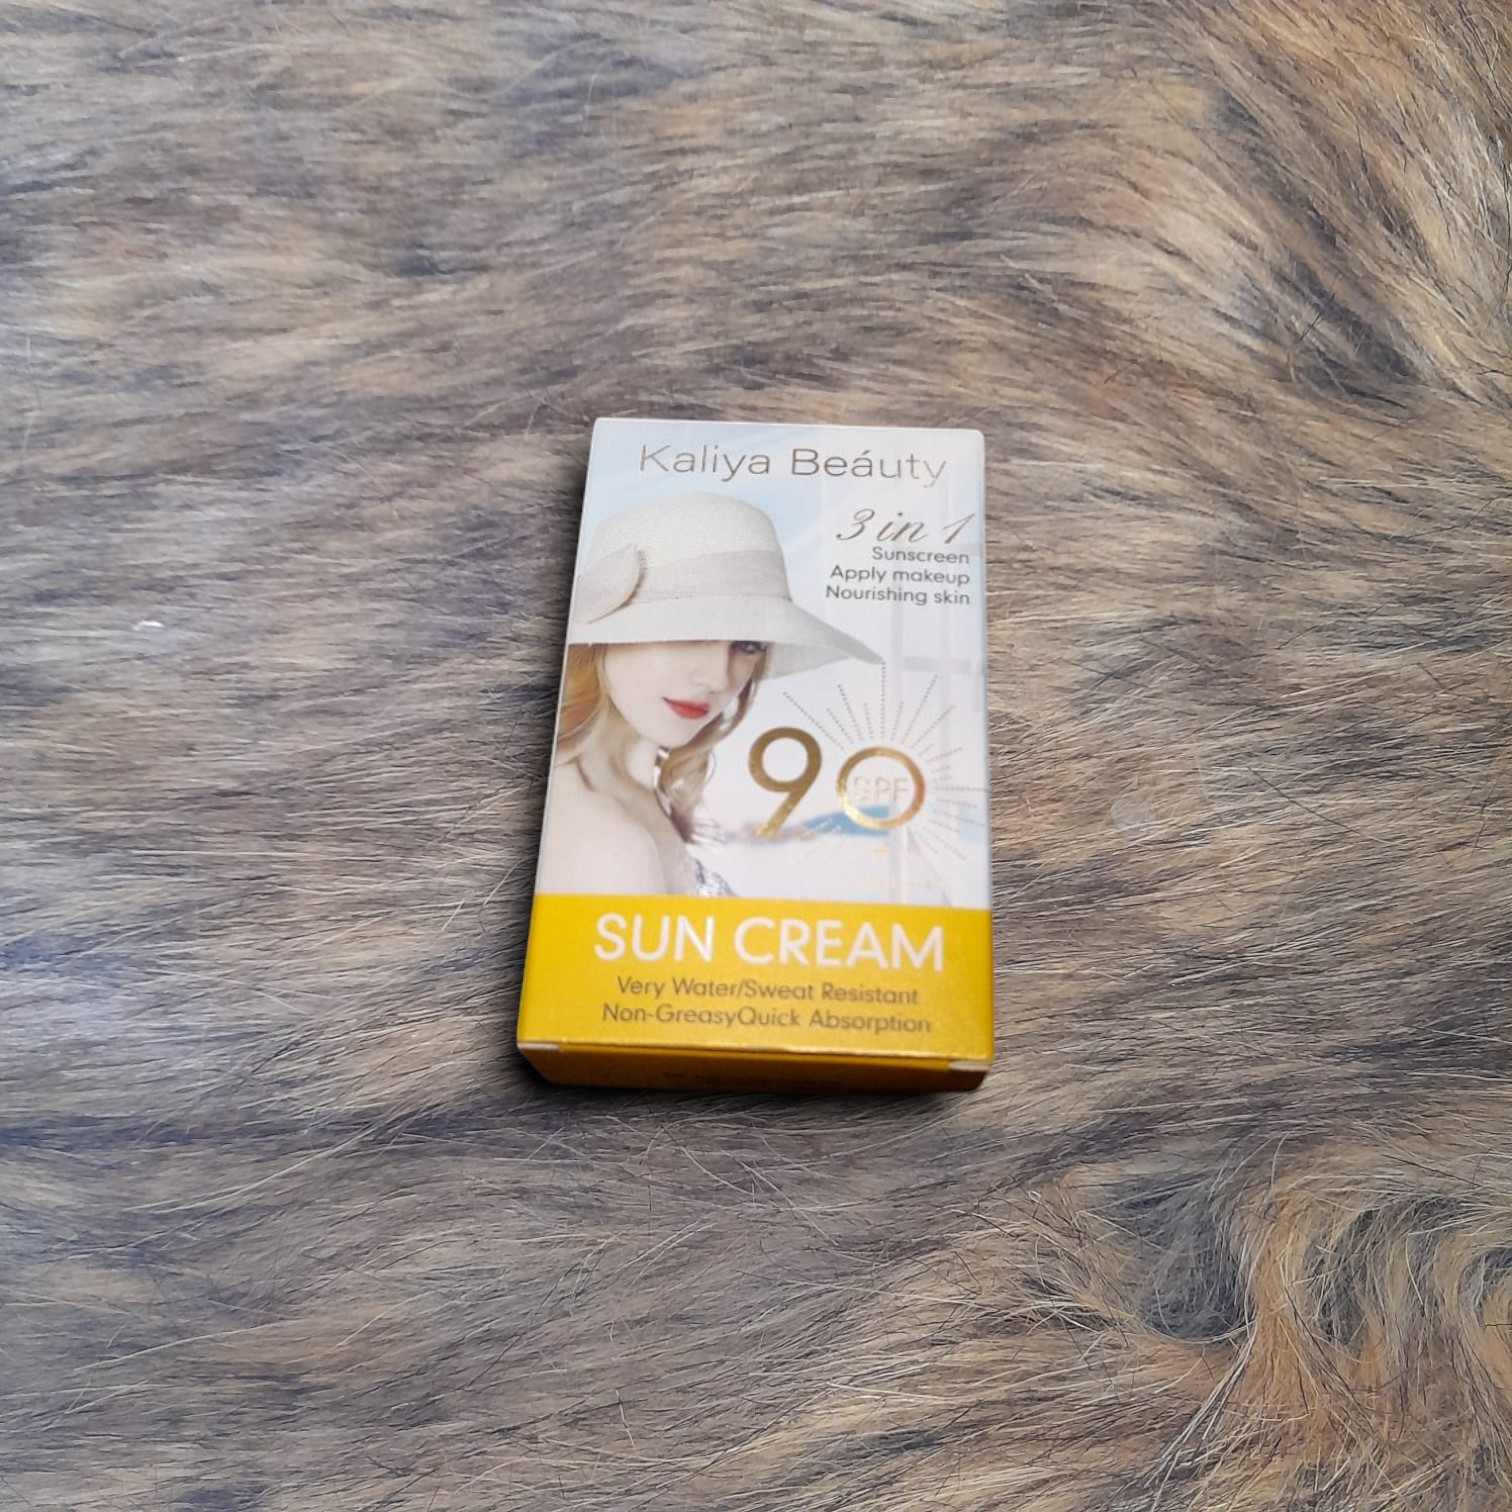 Kaliya Beáuty
3 in 1
Sunscreen
Apply makeup
Nourishing skin
90
SPF
SUN CREAM
Very Water/Sweat Resistant
Non-GreasyQuick Absorption